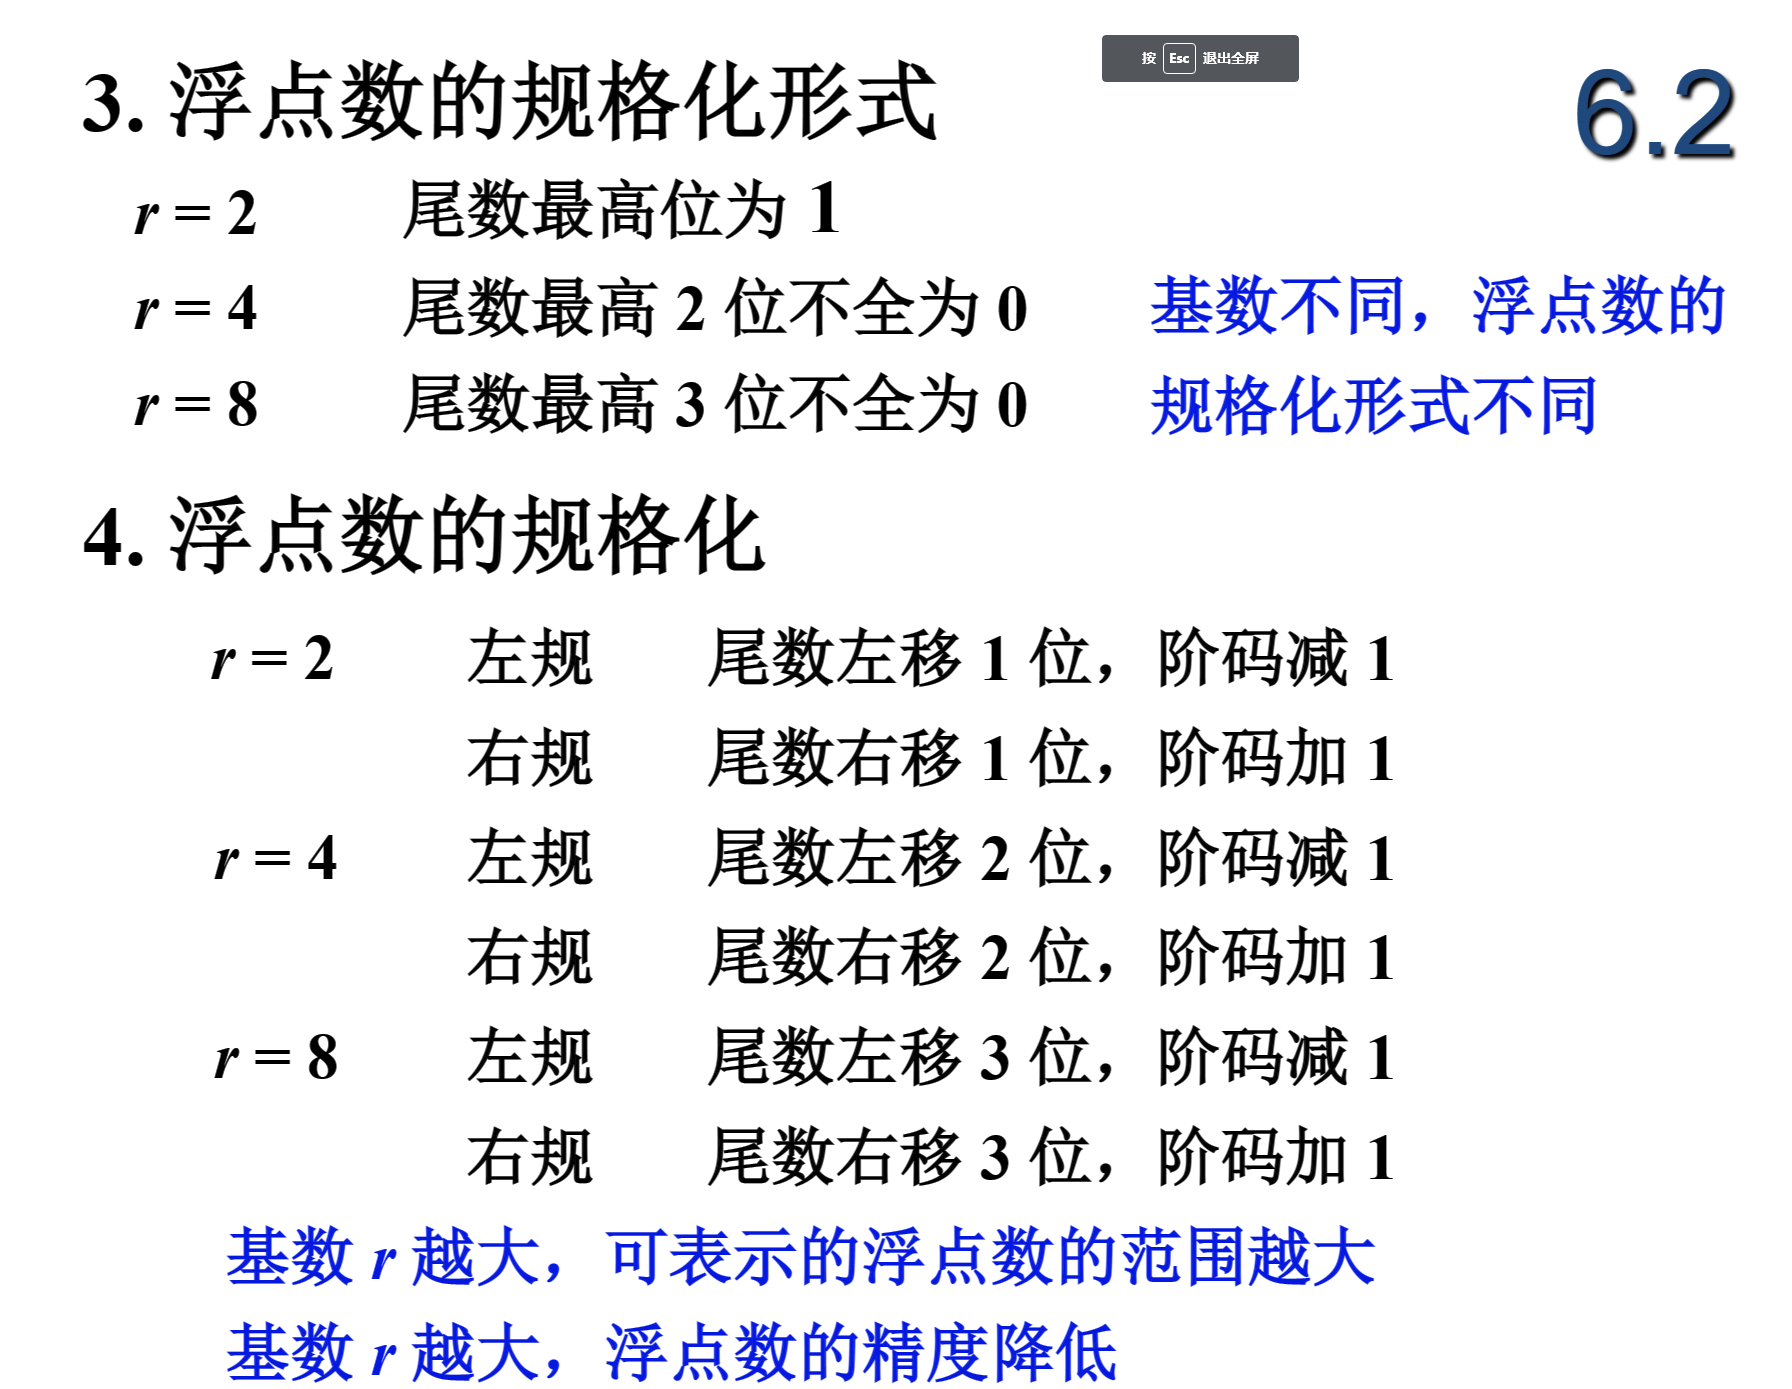 按 Esc 退出全屏
3. 浮点数的规格化形式
6.2
r = 2 尾数最高位为 1
r = 4 尾数最高 2 位不全为 0
r = 8 尾数最高 3 位不全为 0
基数不同，浮点数的
规格化形式不同
4. 浮点数的规格化
r = 2 左规 尾数左移 1 位，阶码减 1
右规 尾数右移 1 位，阶码加 1
r = 4 左规 尾数左移 2 位，阶码减 1
右规 尾数右移 2 位，阶码加 1
r = 8 左规 尾数左移 3 位，阶码减 1
右规 尾数右移 3 位，阶码加 1
基数 r 越大，可表示的浮点数的范围越大
基数 r 越大，浮点数的精度降低